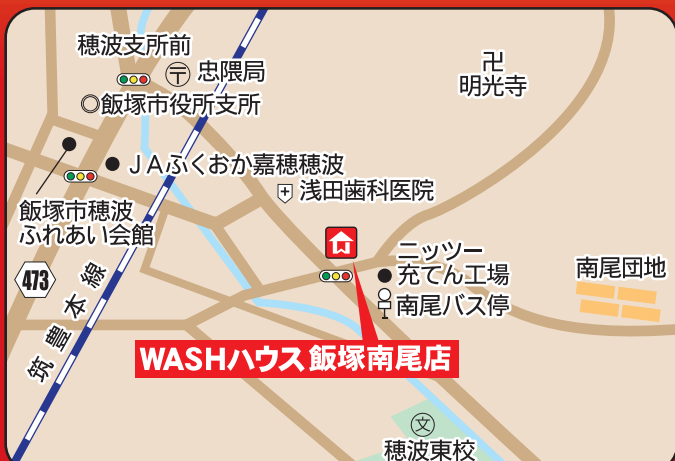 穂波支所前
忠隈局
飯塚市役所支所
卍
明光寺
JAふくおか嘉穂穂波
浅田歯科医院
飯塚市穂波
ふれあい会館
473
筑豊本線
ニッツー
充てん工場
南尾バス停
南尾団地
WASHハウス飯塚南尾店
文
穂波東校